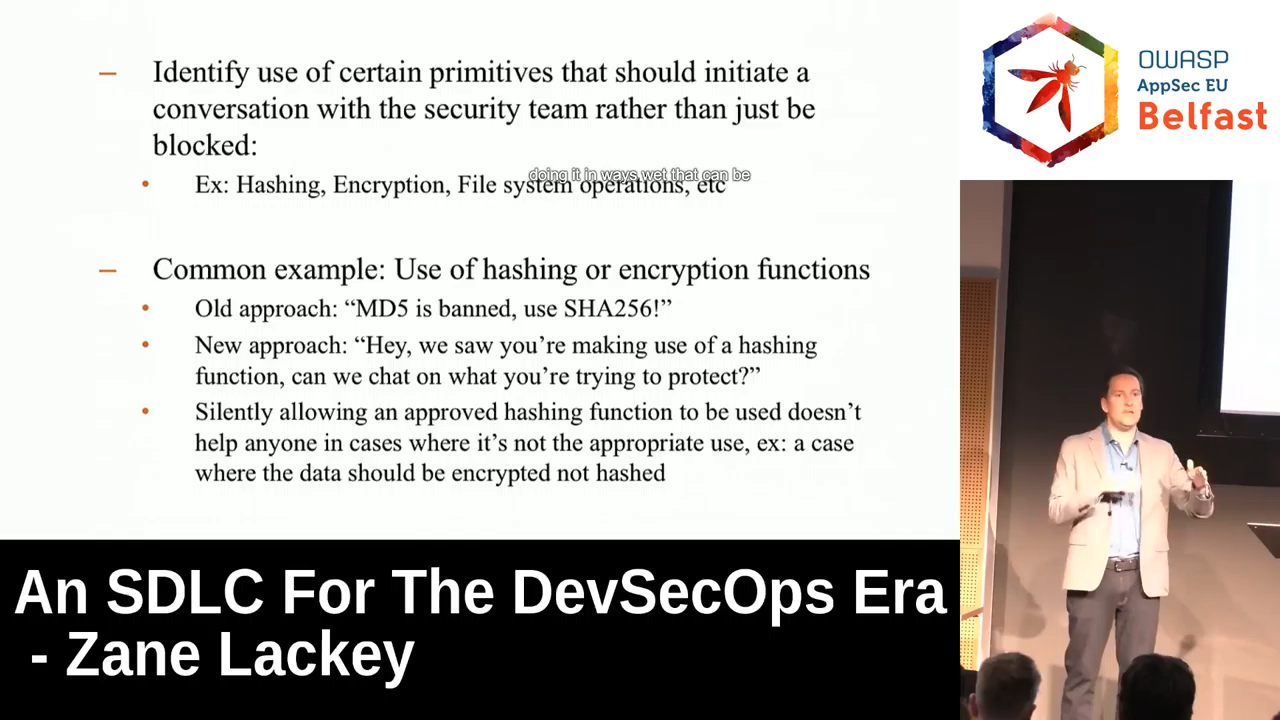 – Identify use of certain primitives that should initiate a
conversation with the security team rather than just be
blocked:
• Ex: Hashing, Encryption, File system operations, etc
doing it in ways wet that can be
– Common example: Use of hashing or encryption functions
• Old approach: “MD5 is banned, use SHA256!”
• New approach: “Hey, we saw you’re making use of a hashing
function, can we chat on what you’re trying to protect?”
• Silently allowing an approved hashing function to be used doesn’t
help anyone in cases where it’s not the appropriate use, ex: a case
where the data should be encrypted not hashed
OWASP
AppSec EU
Belfast
An SDLC For The DevSecOps Era
- Zane Lackey